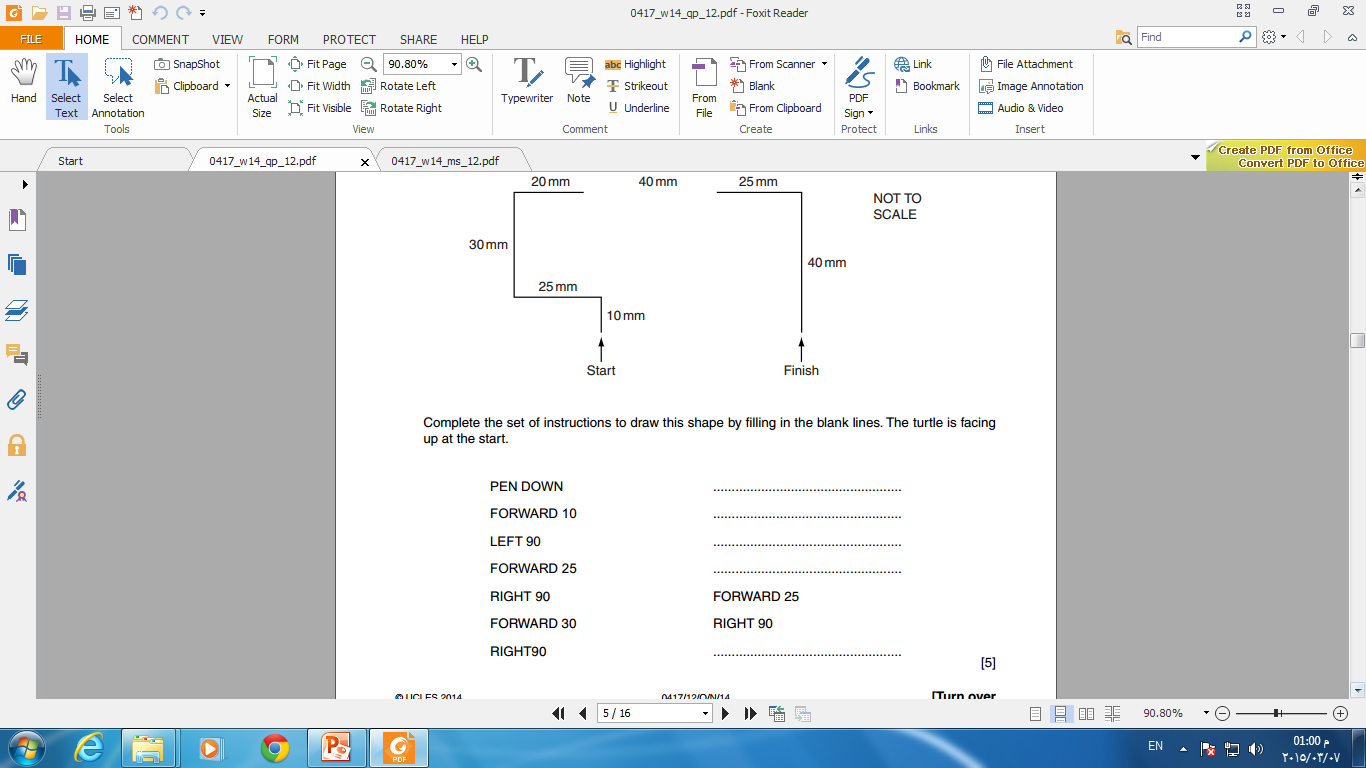 0417_w14_qp_12.pdf - Foxit Reader
FILE HOME COMMENT VIEW FORM PROTECT SHARE HELP
Find
Hand
Select Text
Select Annotation
SnapShot
Clipboard
Tools
Actual Size
Fit Page
Fit Width
Fit Visible
90.80%
Rotate Left
Rotate Right
View
Typewriter
Note
abc Highlight
Strikeout
U Underline
Comment
From File
From Scanner
Blank
From Clipboard
Create
PDF Sign
Protect
Link
Bookmark
Links
File Attachment
Image Annotation
Audio & Video
Insert
Start
0417_w14_qp_12.pdf
0417_w14_ms_12.pdf
Create PDF from Office
Convert PDF to Office
20 mm 40 mm 25 mm
NOT TO
SCALE
30 mm
40 mm
25 mm
10 mm
Start Finish
Complete the set of instructions to draw this shape by filling in the blank lines. The turtle is facing
up at the start.
PEN DOWN ....................................................
FORWARD 10 ....................................................
LEFT 90 ....................................................
FORWARD 25 ....................................................
RIGHT 90 FORWARD 25
FORWARD 30 RIGHT 90
RIGHT90 ....................................................
[5]
© UCLES 2014 0417/12/O/N/14 [Turn over
5 / 16
90.80%
PDF
EN
01:00 م
٢٠١٥/٠٣/٠٧